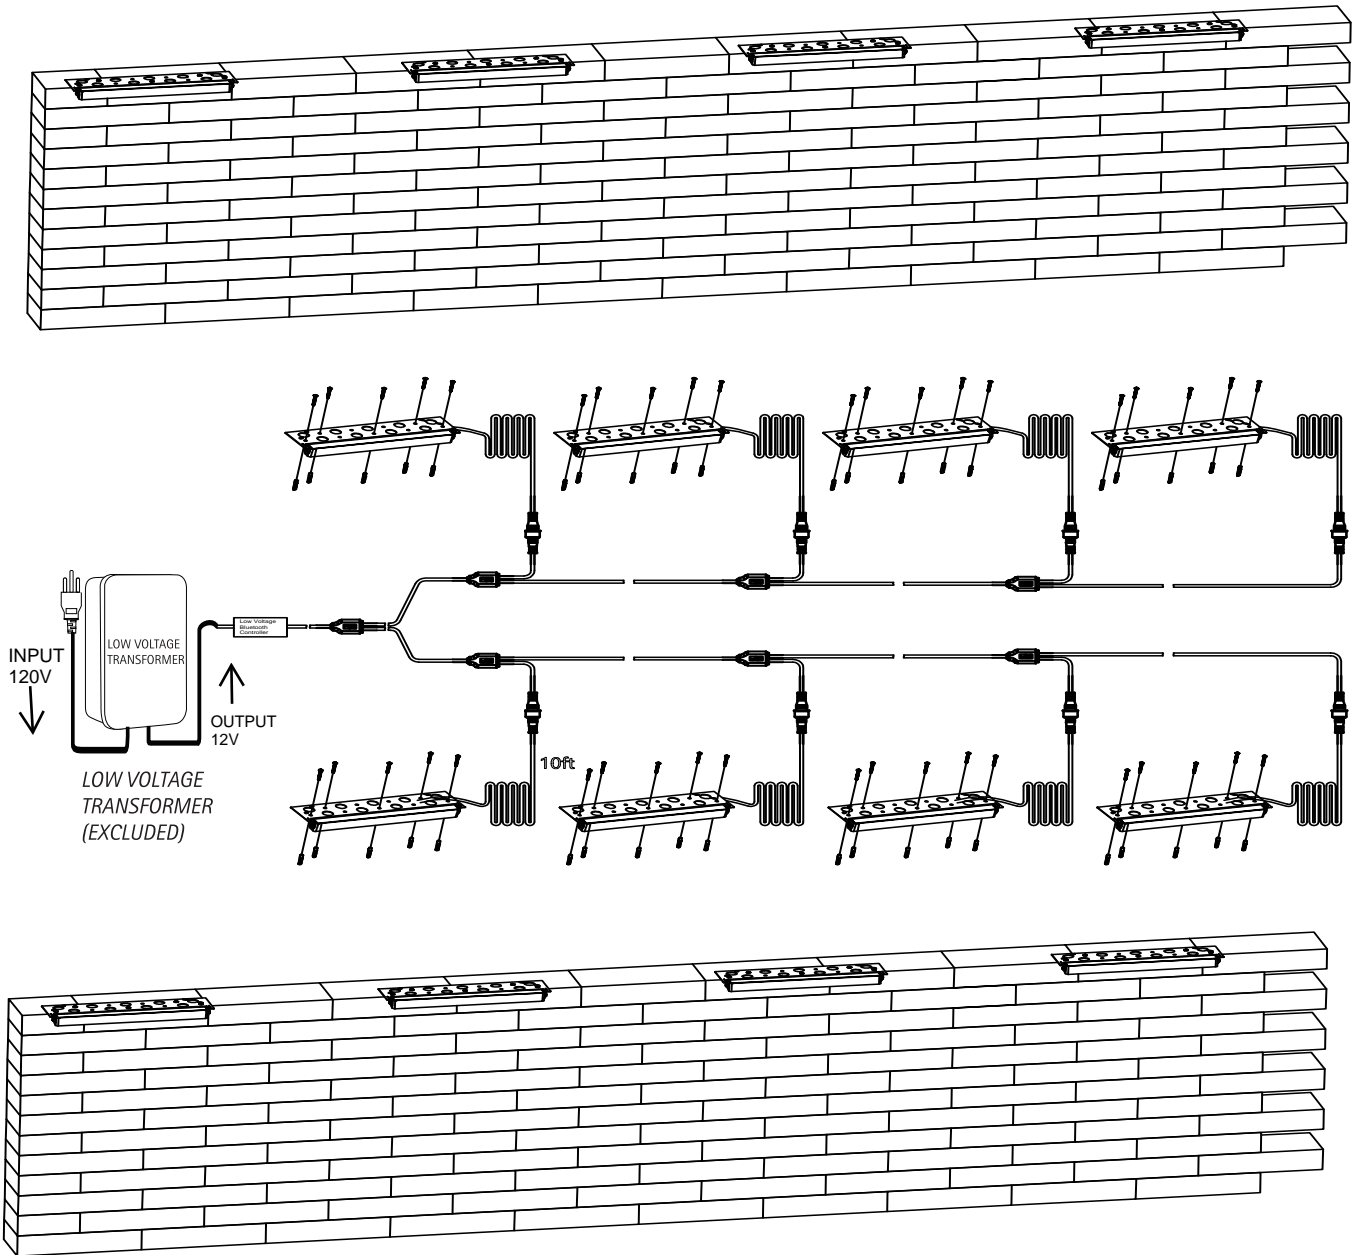 Low Voltage
Bluetooth
Controller
LOW VOLTAGE
TRANSFORMER
INPUT
120V
OUTPUT
12V
10ft
LOW VOLTAGE
TRANSFORMER
(EXCLUDED)